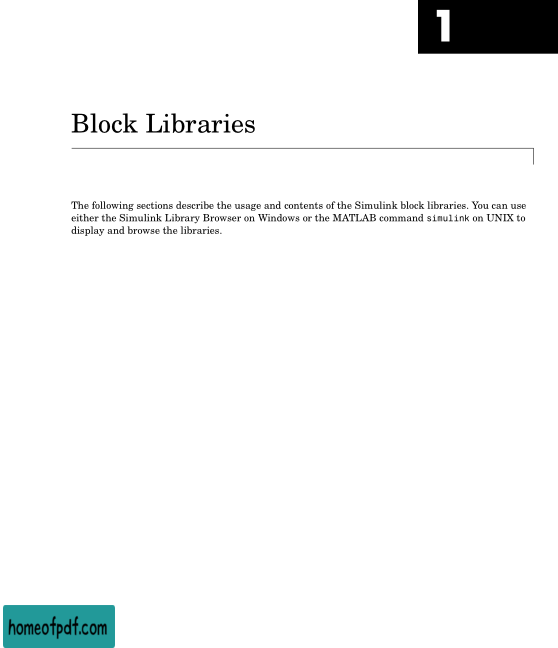 1
Block Libraries
The following sections describe the usage and contents of the Simulink block libraries. You can use
either the Simulink Library Browser on Windows or the MATLAB command simulink on UNIX to
display and browse the libraries.
homeofpdf.com